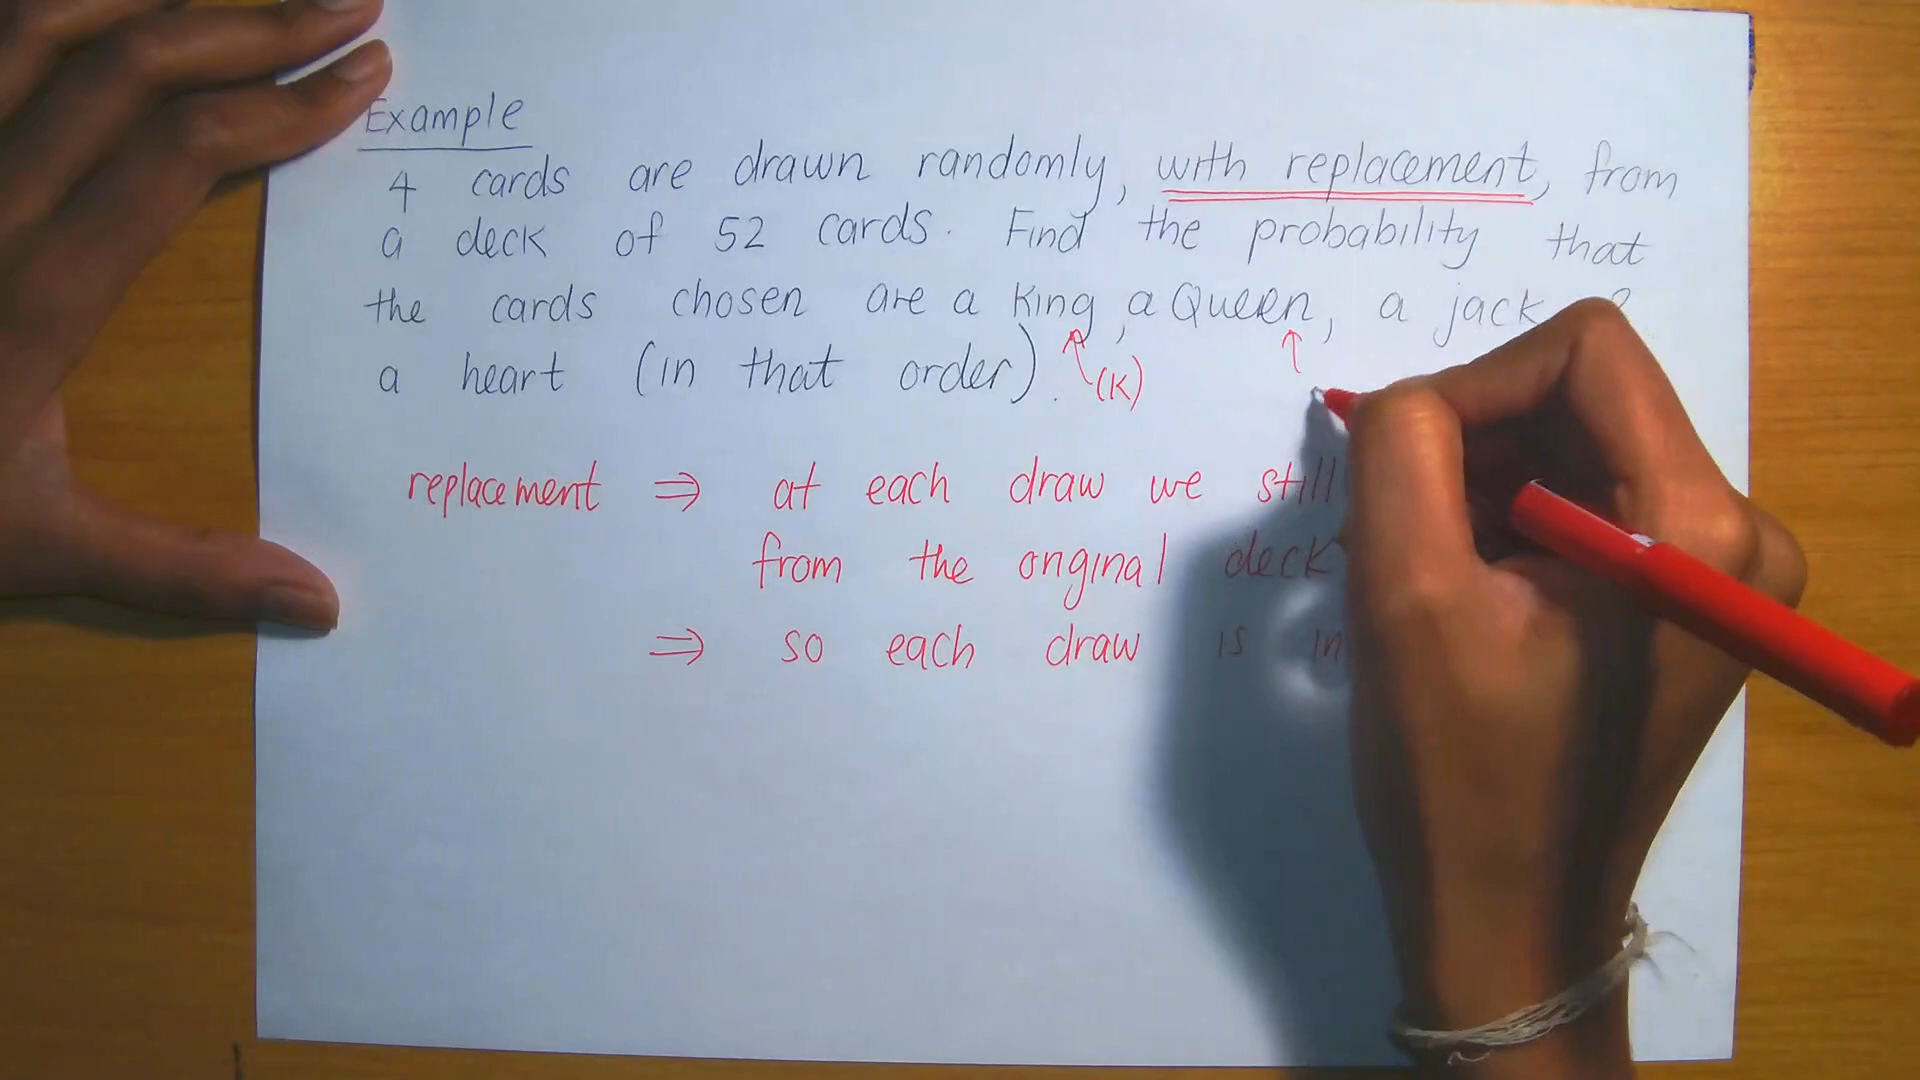 Example
4 cards are drawn randomly, with replacement, from
a deck of 52 cards. Find the probability that
the cards chosen are a King, a Queen, a jack
a heart (in that order).
(K)
replacement ⇒ at each draw we still
from the original deck
⇒ so each draw is